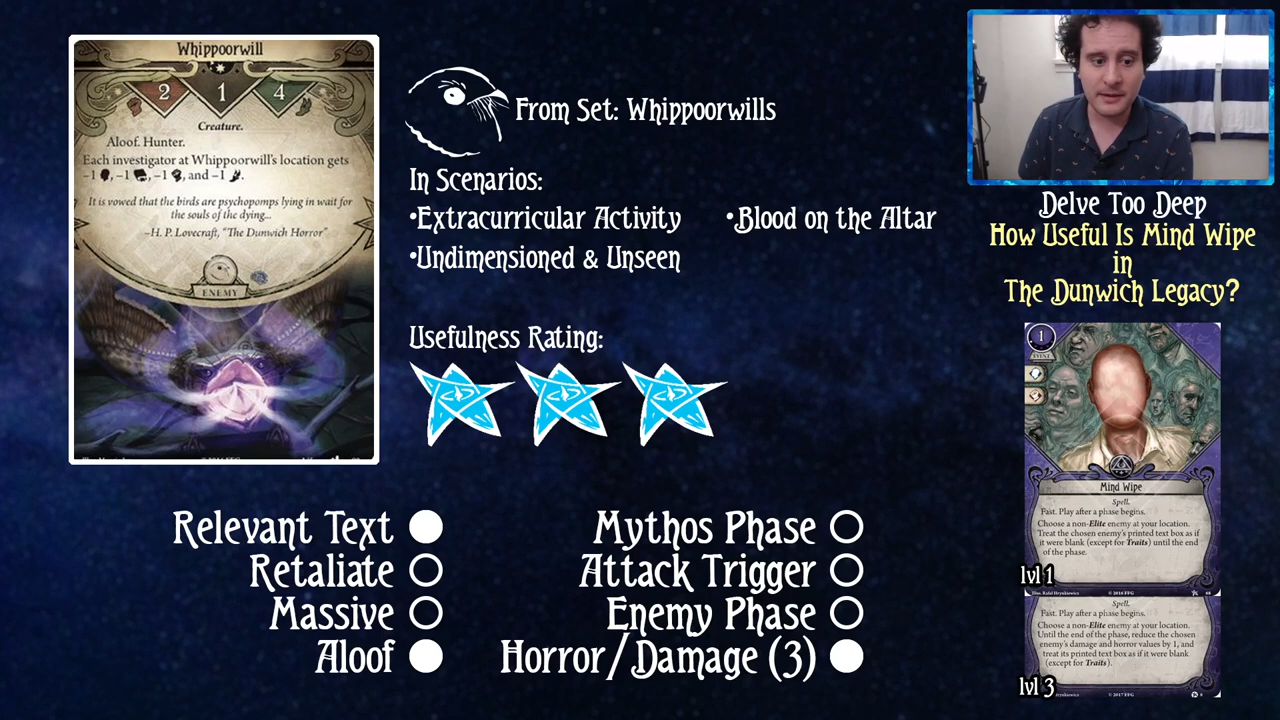 Whippoorwill
2 1 4
Creature.
Aloof. Hunter.
Each investigator at Whippoorwill's location gets
-1 , -1 , -1 , and -1 .
It is vowed that the birds are psychopomps lying in wait for
the souls of the dying...
–H. P. Lovecraft, "The Dunwich Horror"
ENEMY
From Set: Whippoorwills
In Scenarios:
•Extracurricular Activity
•Blood on the Altar
•Undimensioned & Unseen
Usefulness Rating:
Relevant Text
Retaliate
Massive
Aloof
Mythos Phase
Attack Trigger
Enemy Phase
Horror/Damage (3)
Delve Too Deep
How Useful Is Mind Wipe
in
The Dunwich Legacy?
1
EVENT
Mind Wipe
Spell.
Fast. Play after a phase begins.
Choose a non-Elite enemy at your location.
Treat the chosen enemy's printed text box as if
it were blank (except for Traits) until the end
of the phase.
lvl 1
© 2016 FFG
Spell.
Fast. Play after a phase begins.
Choose a non-Elite enemy at your location.
Until the end of the phase, reduce the chosen
enemy's damage and horror values by 1, and
treat its printed text box as if it were blank
(except for Traits).
lvl 3
© 2017 FFG